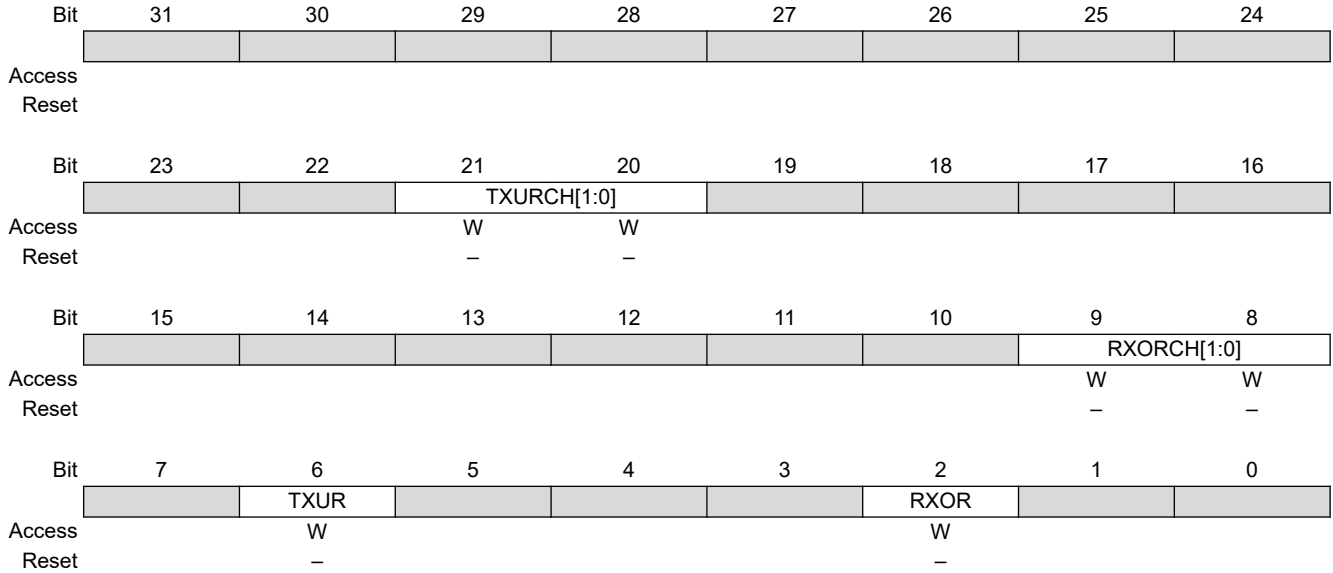 Bit 31 30 29 28 27 26 25 24
Access
Reset
Bit 23 22 21 20 19 18 17 16
TXURCH[1:0]
Access W W
Reset – –
Bit 15 14 13 12 11 10 9 8
RXORCH[1:0]
Access W W
Reset – –
Bit 7 6 5 4 3 2 1 0
TXUR RXOR
Access W W
Reset – –